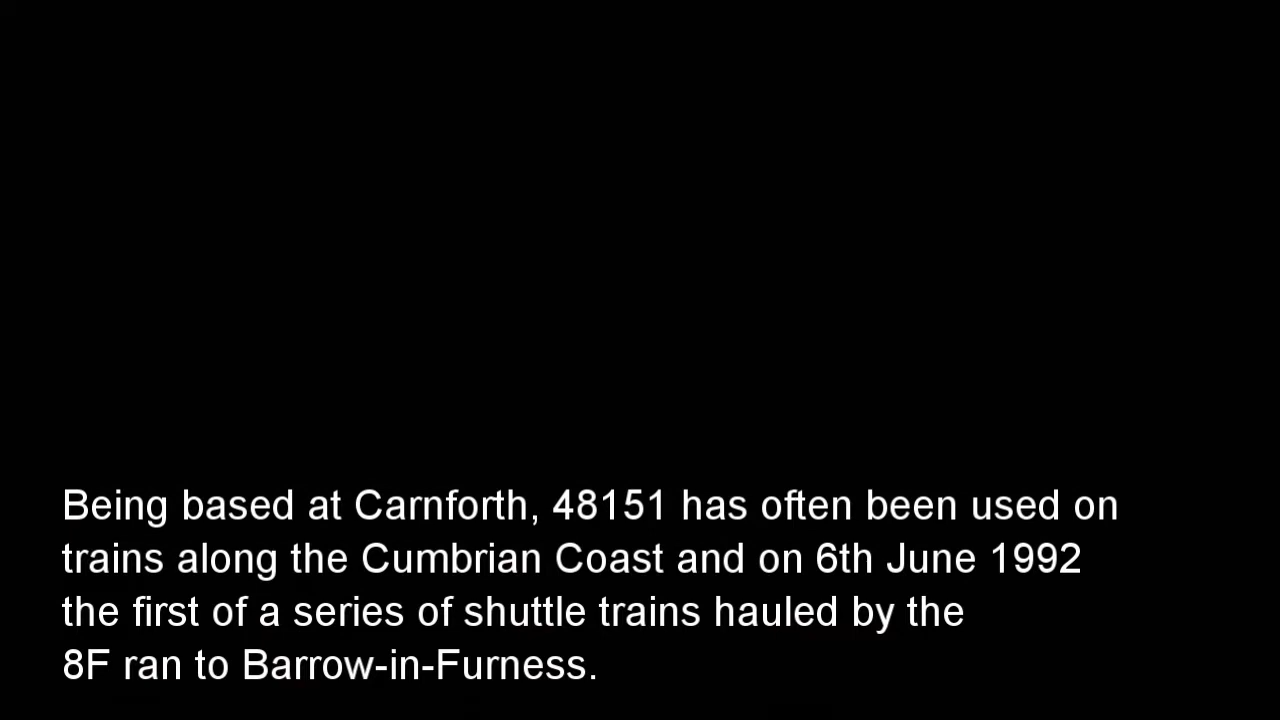 Being based at Carnforth, 48151 has often been used on
trains along the Cumbrian Coast and on 6th June 1992
the first of a series of shuttle trains hauled by the
8F ran to Barrow-in-Furness.